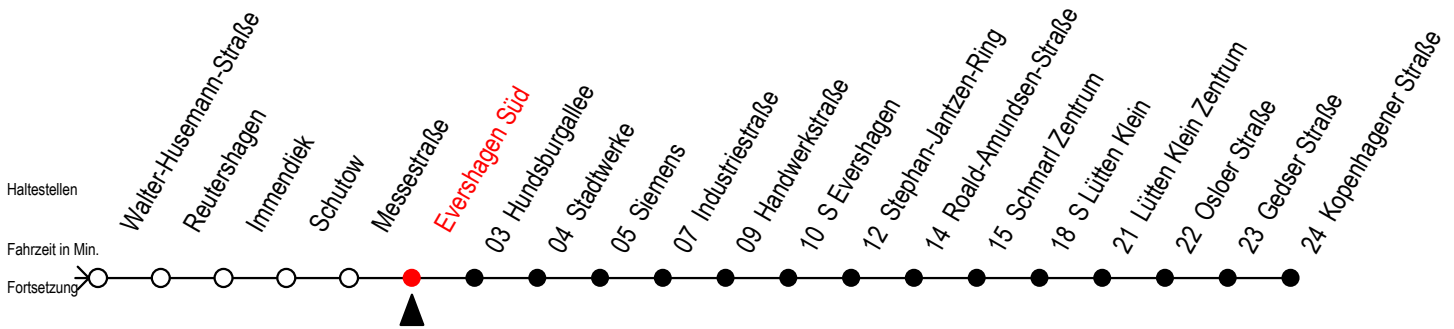 Haltestellen
Fahrzeit in Min.
Fortsetzung
Walter-Husemann-Straße
Reutershagen
Immendiek
Schutow
Messestraße
Evershagen Süd
03 Hundsburgallee
04 Stadtwerke
05 Siemens
07 Industriestraße
09 Handwerkstraße
10 S Evershagen
12 Stephan-Jantzen-Ring
14 Roald-Amundsen-Straße
15 Schmarl Zentrum
18 S Lütten Klein
21 Lütten Klein Zentrum
22 Osloer Straße
23 Gedser Straße
24 Kopenhagener Straße